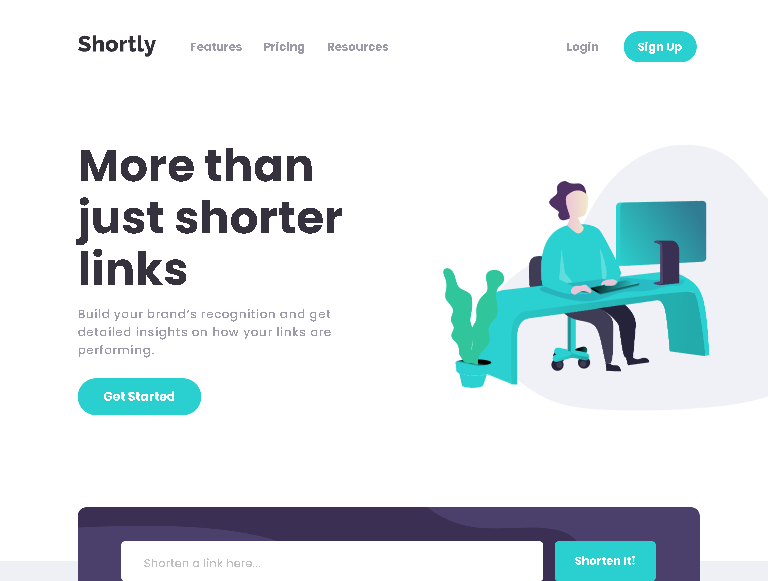 Shortly
Features Pricing Resources
Login
Sign Up
More than
just shorter
links
Build your brand's recognition and get
detailed insights on how your links are
performing.
Get Started
Shorten a link here...
Shorten It!